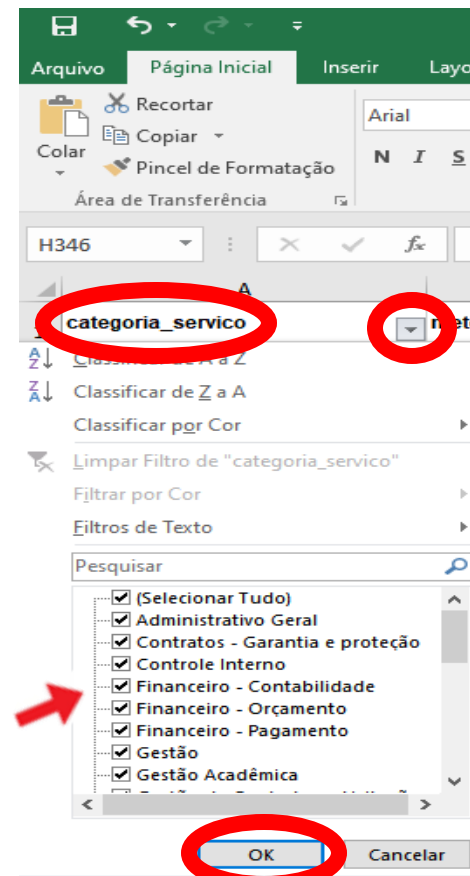 Arquivo Página Inicial Inserir Layo
Recortar
Copiar
Colar
Pincel de Formatação
Área de Transferência
Arial
N I S
H346 fx
A
categoria_servico
Classificar de A a Z
Classificar de Z a A
Classificar por Cor
Limpar Filtro de "categoria_servico"
Filtrar por Cor
Filtros de Texto
Pesquisar
(Selecionar Tudo)
Administrativo Geral
Contratos - Garantia e proteção
Controle Interno
Financeiro - Contabilidade
Financeiro - Orçamento
Financeiro - Pagamento
Gestão
Gestão Acadêmica
OK Cancelar